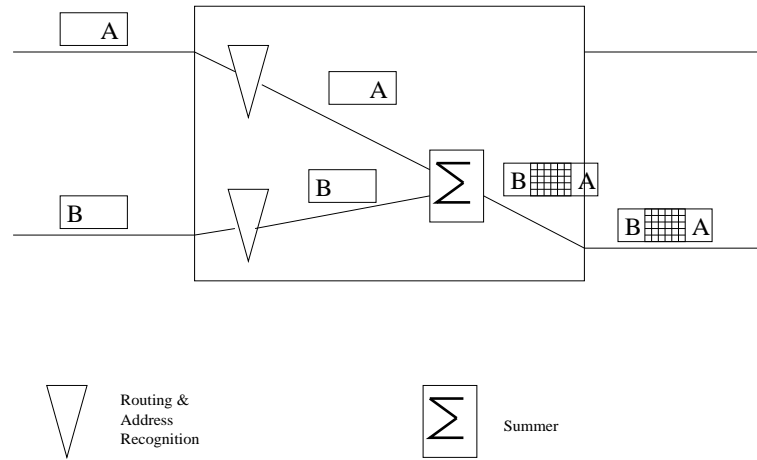 A
A
B
B
Σ
B A
B A
Routing &
Address
Recognition
Σ
Summer